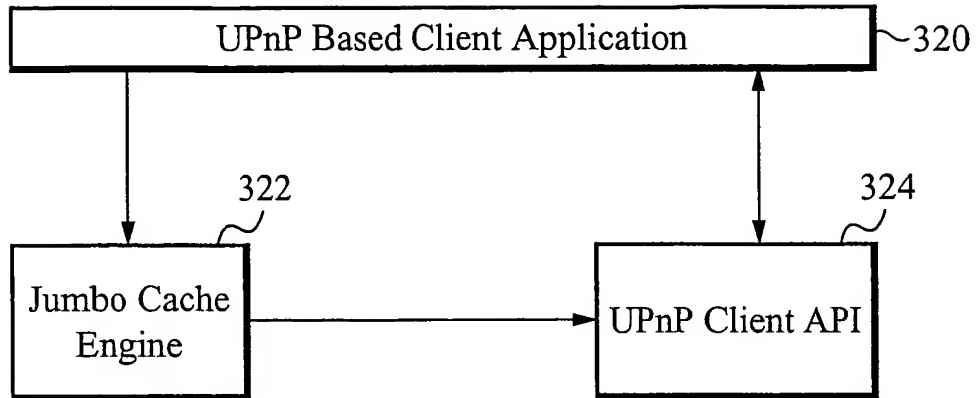 UPnP Based Client Application
320
322
324
Jumbo Cache
Engine
UPnP Client API